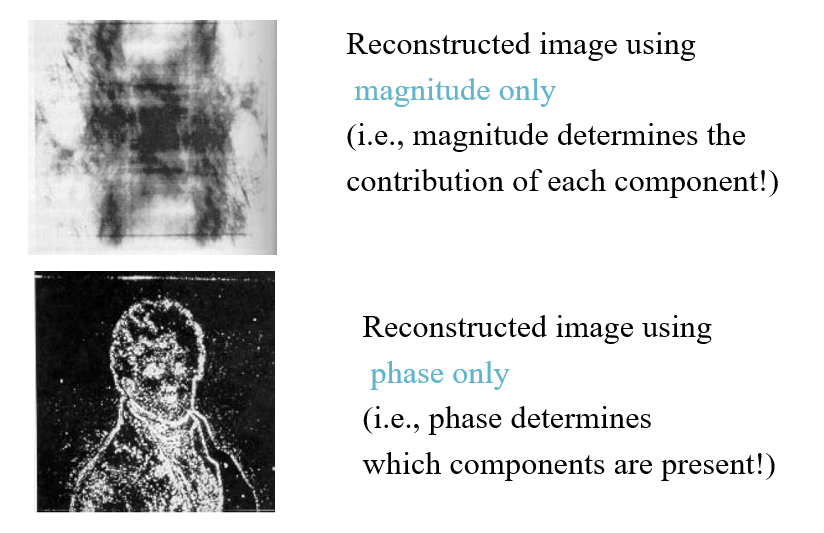 Reconstructed image using
magnitude only
(i.e., magnitude determines the
contribution of each component!)
Reconstructed image using
phase only
(i.e., phase determines
which components are present!)